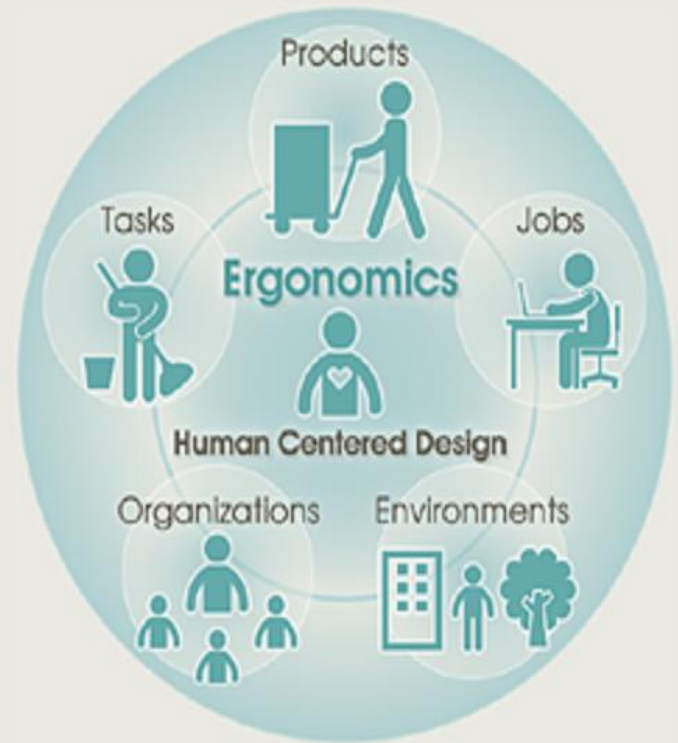 Products
Tasks
Jobs
Ergonomics
Human Centered Design
Organizations
Environments